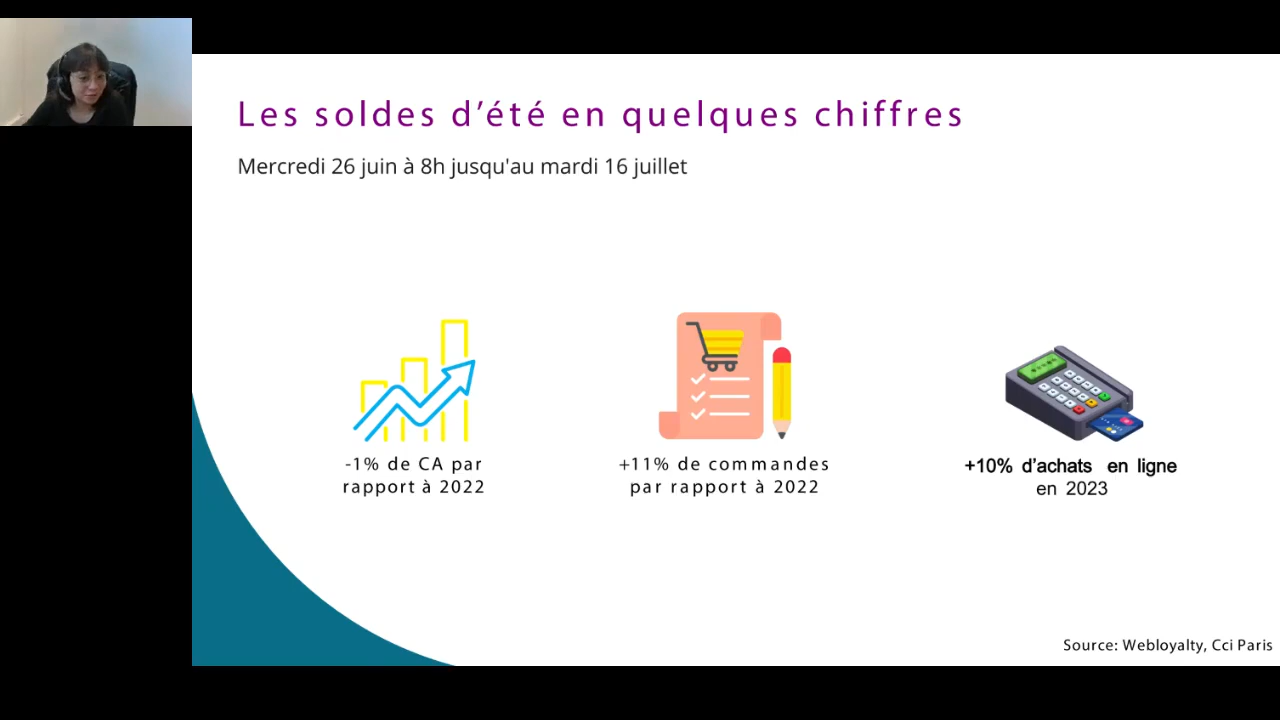 Les soldes d’été en quelques chiffres
Mercredi 26 juin à 8h jusqu'au mardi 16 juillet
-1% de CA par
rapport à 2022
+11% de commandes
par rapport à 2022
+10% d’achats en ligne
en 2023
Source: Webloyalty, Cci Paris